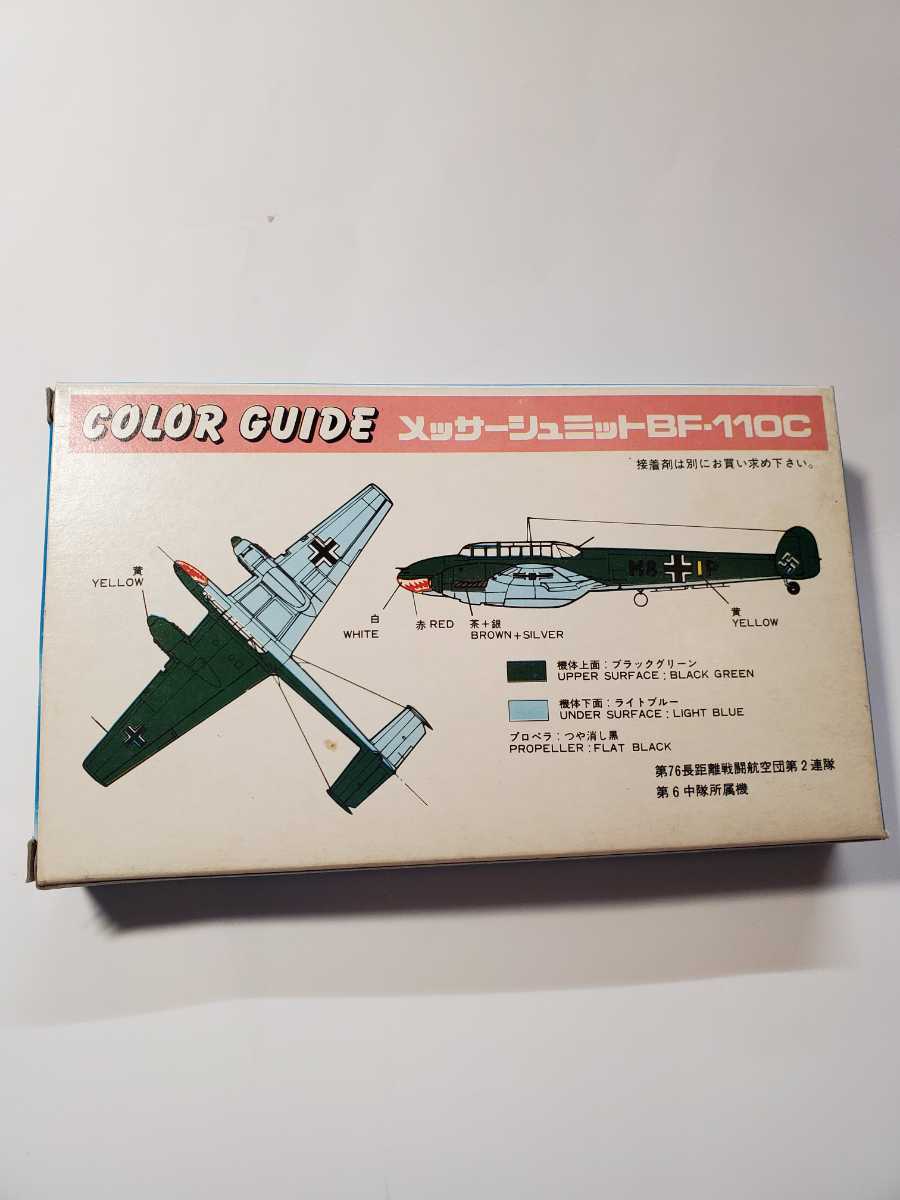 COLOR GUIDE メッサーシュミットBF・110C
接着剤は別にお買い求め下さい。
黄
YELLOW
白
WHITE
赤 RED
茶+銀
BROWN+SILVER
M8 P
黄
YELLOW
機体上面:ブラックグリーン
UPPER SURFACE:BLACK GREEN
機体下面:ライトブルー
UNDER SURFACE:LIGHT BLUE
プロペラ:つや消し黒
PROPELLER:FLAT BLACK
第76長距離戦闘航空団第2連隊
第6中隊所属機